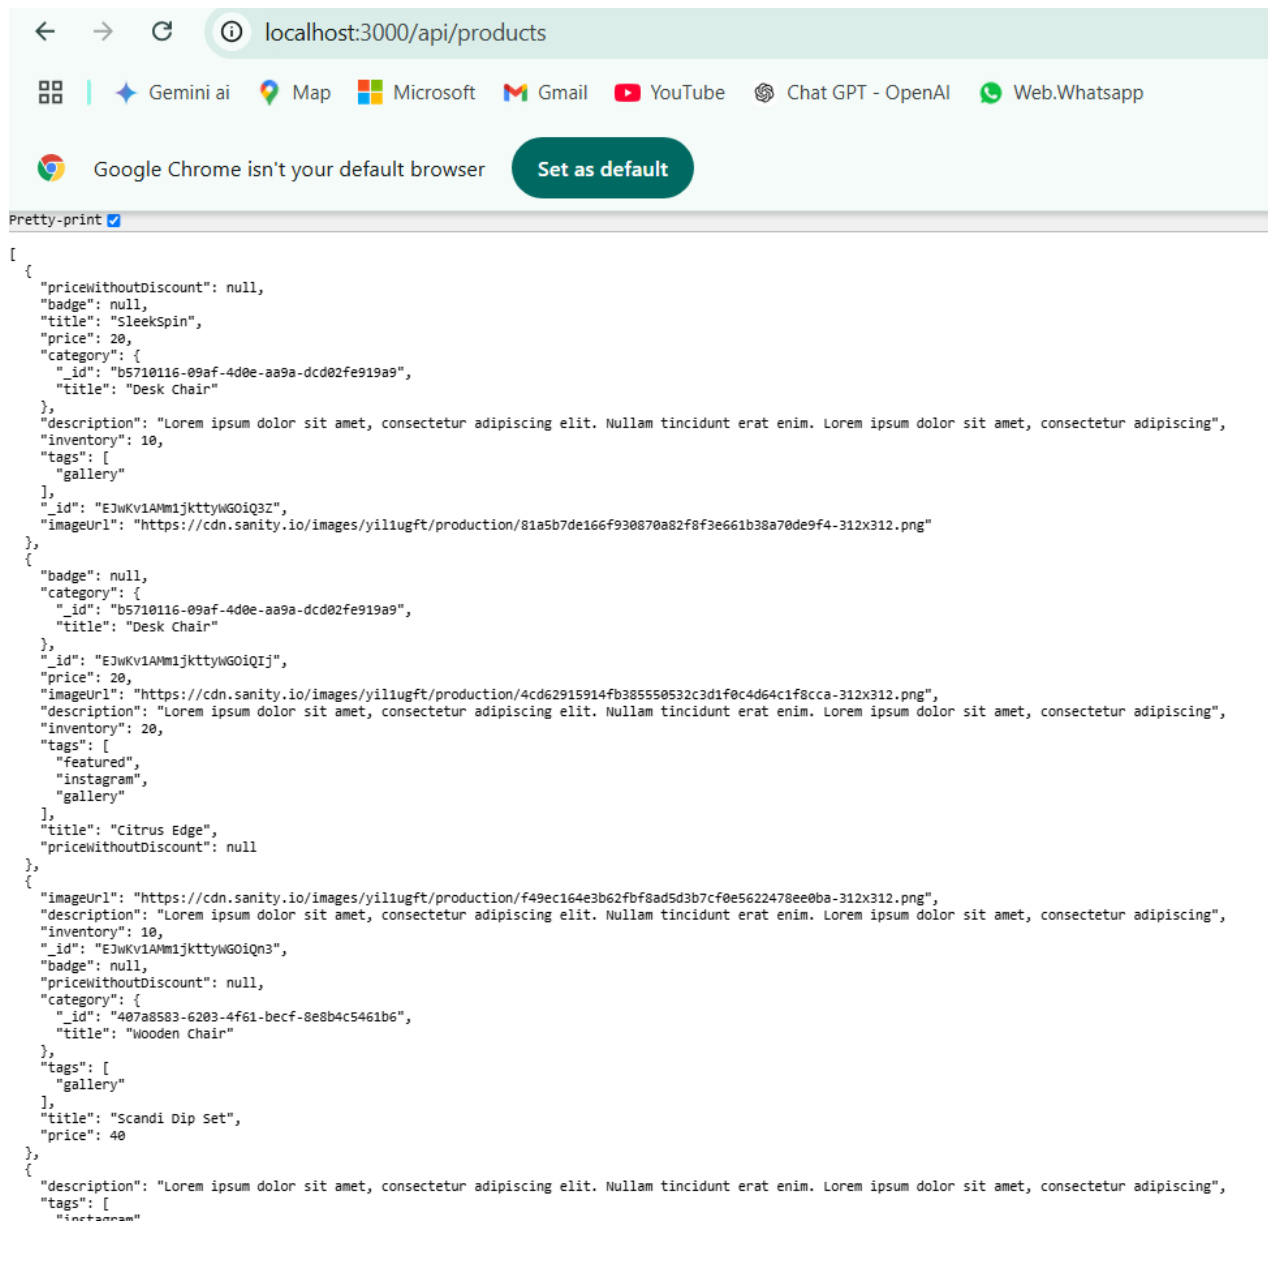 localhost:3000/api/products
Gemini ai Map Microsoft Gmail YouTube Chat GPT - OpenAI Web.Whatsapp
Google Chrome isn't your default browser Set as default
Pretty-print
[
  {
    "priceWithoutDiscount": null,
    "badge": null,
    "title": "SleekSpin",
    "price": 20,
    "category": {
      "_id": "b5710116-09af-4d0e-aa9a-dcd02fe919a9",
      "title": "Desk Chair"
    },
    "description": "Lorem ipsum dolor sit amet, consectetur adipiscing elit. Nullam tincidunt erat enim. Lorem ipsum dolor sit amet, consectetur adipiscing",
    "inventory": 10,
    "tags": [
      "gallery"
    ],
    "_id": "EJwKv1AMm1jkttyWGOiQ3Z",
    "imageUrl": "https://cdn.sanity.io/images/yil1ugft/production/81a5b7de166f930870a82f8f3e661b38a70de9f4-312x312.png"
  },
  {
    "badge": null,
    "category": {
      "_id": "b5710116-09af-4d0e-aa9a-dcd02fe919a9",
      "title": "Desk Chair"
    },
    "_id": "EJwKv1AMm1jkttyWGOiQIj",
    "price": 20,
    "imageUrl": "https://cdn.sanity.io/images/yil1ugft/production/4cd62915914fb385550532c3d1f0c4d64c1f8cca-312x312.png",
    "description": "Lorem ipsum dolor sit amet, consectetur adipiscing elit. Nullam tincidunt erat enim. Lorem ipsum dolor sit amet, consectetur adipiscing",
    "inventory": 20,
    "tags": [
      "featured",
      "instagram",
      "gallery"
    ],
    "title": "Citrus Edge",
    "priceWithoutDiscount": null
  },
  {
    "imageUrl": "https://cdn.sanity.io/images/yil1ugft/production/f49ec164e3b62fbf8ad5d3b7cf0e5622478ee0ba-312x312.png",
    "description": "Lorem ipsum dolor sit amet, consectetur adipiscing elit. Nullam tincidunt erat enim. Lorem ipsum dolor sit amet, consectetur adipiscing",
    "inventory": 10,
    "_id": "EJwKv1AMm1jkttyWGOiQn3",
    "badge": null,
    "priceWithoutDiscount": null,
    "category": {
      "_id": "407a8583-6203-4f61-becf-8e8b4c5461b6",
      "title": "Wooden Chair"
    },
    "tags": [
      "gallery"
    ],
    "title": "Scandi Dip Set",
    "price": 40
  },
  {
    "description": "Lorem ipsum dolor sit amet, consectetur adipiscing elit. Nullam tincidunt erat enim. Lorem ipsum dolor sit amet, consectetur adipiscing",
    "tags": [
      "instagram"